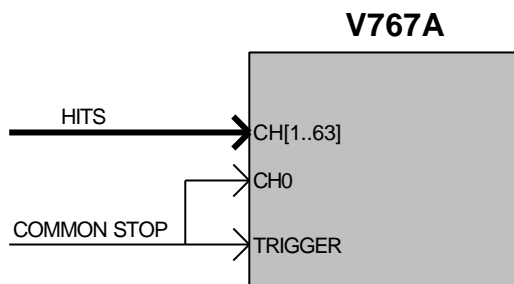 V767A
HITS
CH[1..63]
CH0
COMMON STOP
TRIGGER